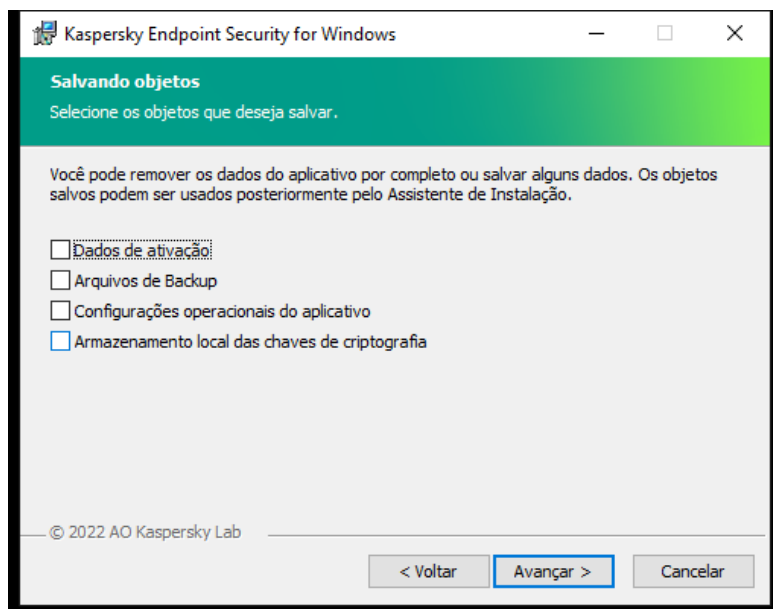 Kaspersky Endpoint Security for Windows
Salvando objetos
Selecione os objetos que deseja salvar.
Você pode remover os dados do aplicativo por completo ou salvar alguns dados. Os objetos
salvos podem ser usados posteriormente pelo Assistente de Instalação.
Dados de ativação
Arquivos de Backup
Configurações operacionais do aplicativo
Armazenamento local das chaves de criptografia
© 2022 AO Kaspersky Lab
< Voltar
Avançar >
Cancelar